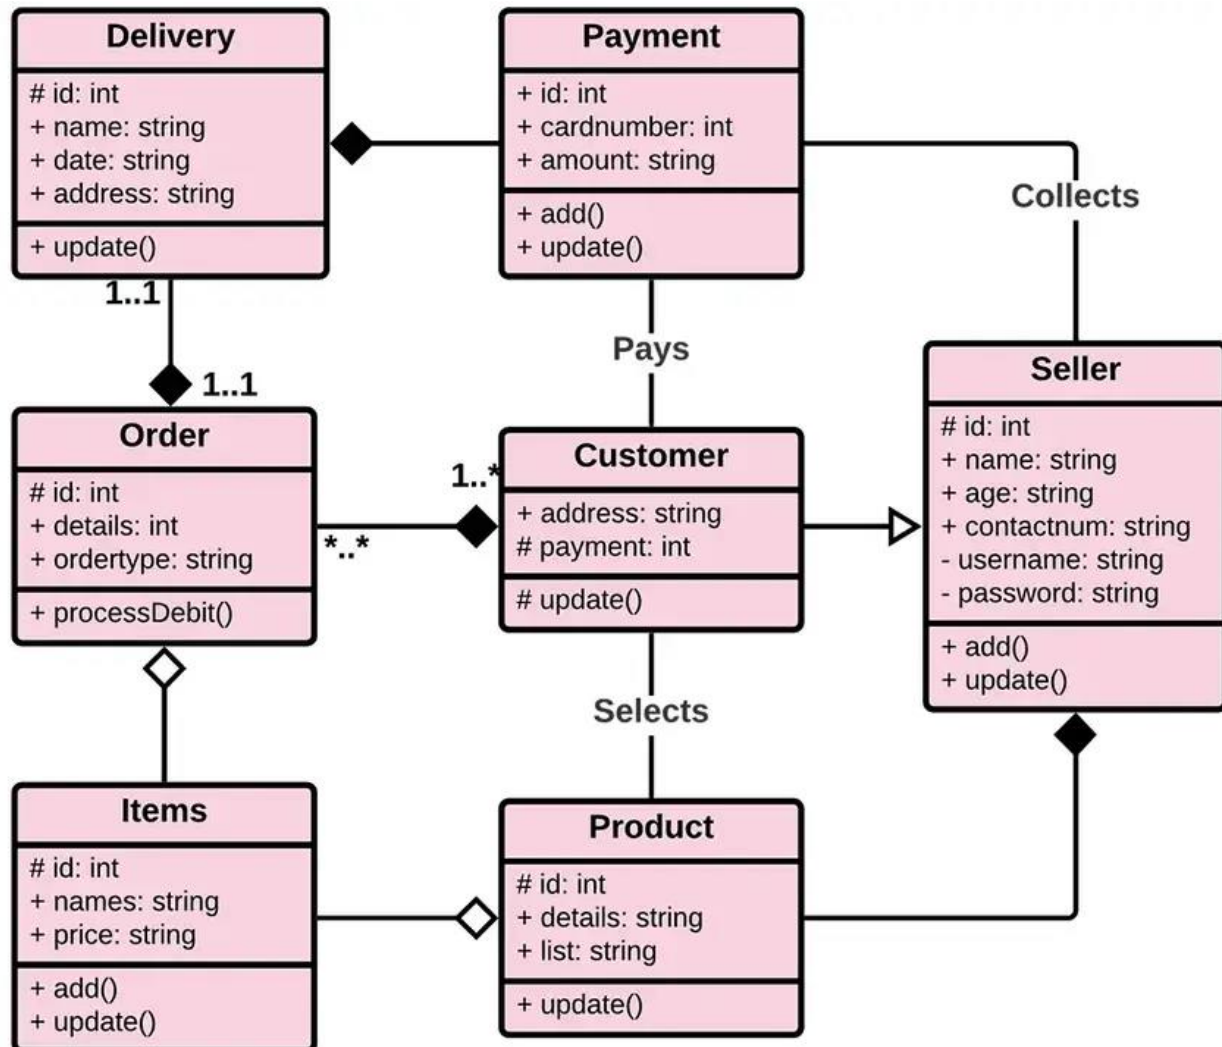 Delivery
# id: int
+ name: string
+ date: string
+ address: string
+ update()
Payment
+ id: int
+ cardnumber: int
+ amount: string
+ add()
+ update()
Collects
1..1
1..1
Pays
Order
# id: int
+ details: int
+ ordertype: string
+ processDebit()
1..*
*..*
Customer
+ address: string
# payment: int
# update()
Seller
# id: int
+ name: string
+ age: string
+ contactnum: string
- username: string
- password: string
+ add()
+ update()
Selects
Items
# id: int
+ names: string
+ price: string
+ add()
+ update()
Product
# id: int
+ details: string
+ list: string
+ update()